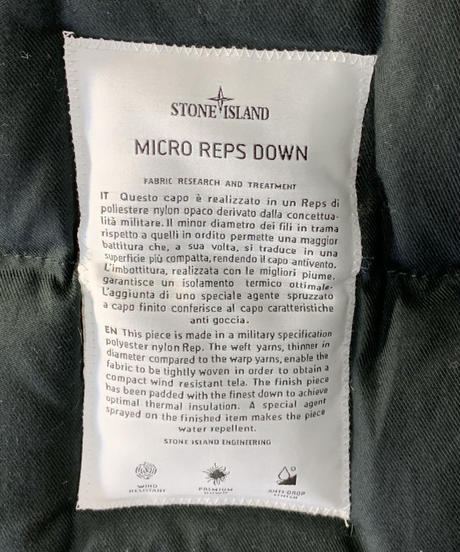 STONE ISLAND
MICRO REPS DOWN
FABRIC RESEARCH AND TREATMENT
IT Questo capo è realizzato in un Reps di
poliestere nylon opaco derivato dalla concettua-
lità militare. Il minor diametro dei fili in trama
rispetto a quelli in ordito permette una maggior
battitura che, a sua volta, si traduce in una
superficie più compatta, rendendo il capo antivento.
L'imbottitura, realizzata con le migliori piume,
garantisce un isolamento termico ottimale.
L'aggiunta di uno speciale agente spruzzato
a capo finito conferisce al capo caratteristiche
anti goccia.
EN This piece is made in a military specification
polyester nylon Rep. The weft yarns, thinner in
diameter compared to the warp yarns, enable the
fabric to be tightly woven in order to obtain a
compact wind resistant tela. The finish piece
has been padded with the finest down to achieve
optimal thermal insulation. A special agent
sprayed on the finished item makes the piece
water repellent.
STONE ISLAND ENGINEERING
WIND PREMIUM ANTI-DROP
RESISTANT DOWN AGENT